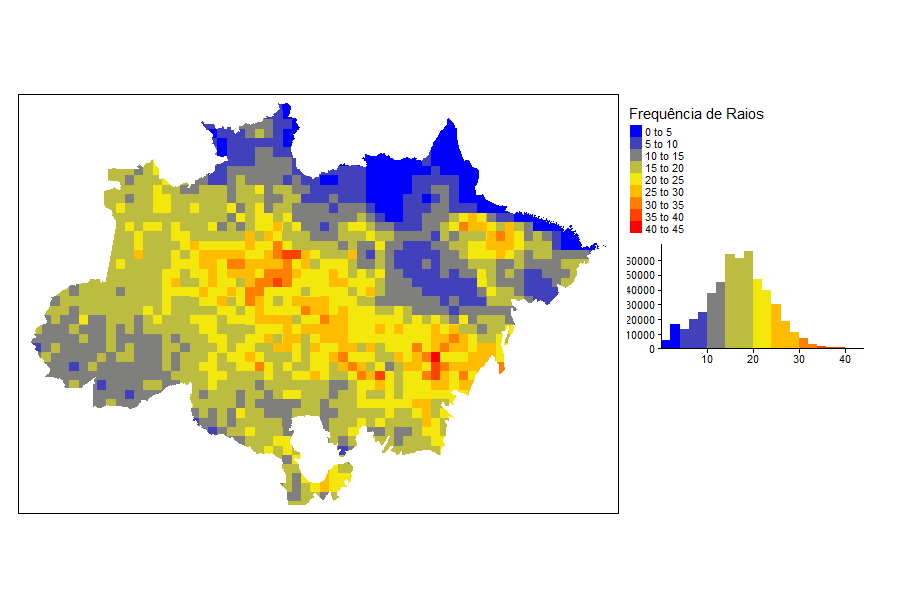 Frequência de Raios
0 to 5
5 to 10
10 to 15
15 to 20
20 to 25
25 to 30
30 to 35
35 to 40
40 to 45
60000
50000
40000
30000
20000
10000
0
10 20 30 40